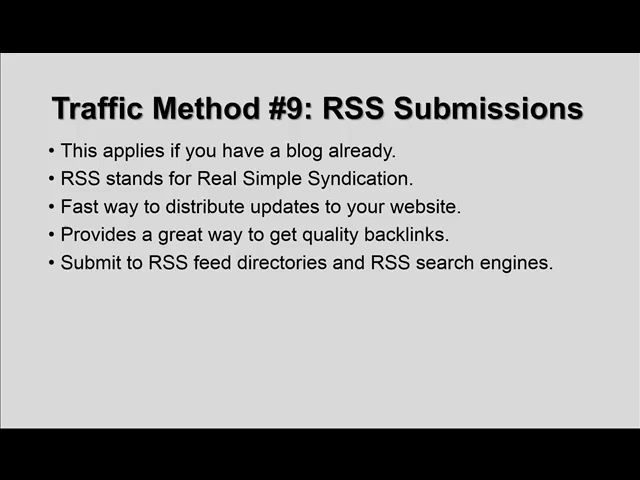 Traffic Method #9: RSS Submissions
• This applies if you have a blog already.
• RSS stands for Real Simple Syndication.
• Fast way to distribute updates to your website.
• Provides a great way to get quality backlinks.
• Submit to RSS feed directories and RSS search engines.